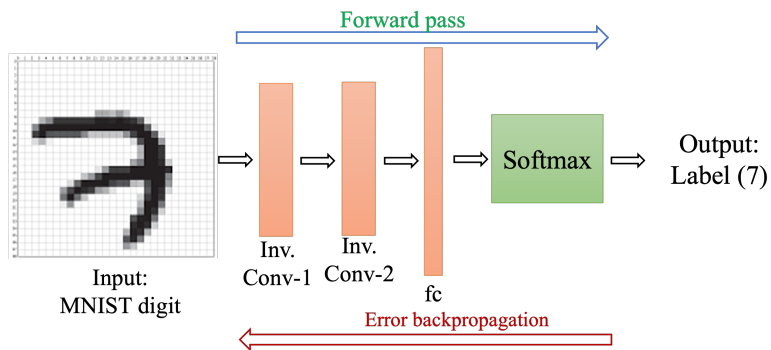 Forward pass
Inv.
Conv-1
Inv.
Conv-2
fc
Softmax
Output:
Label (7)
Input:
MNIST digit
Error backpropagation